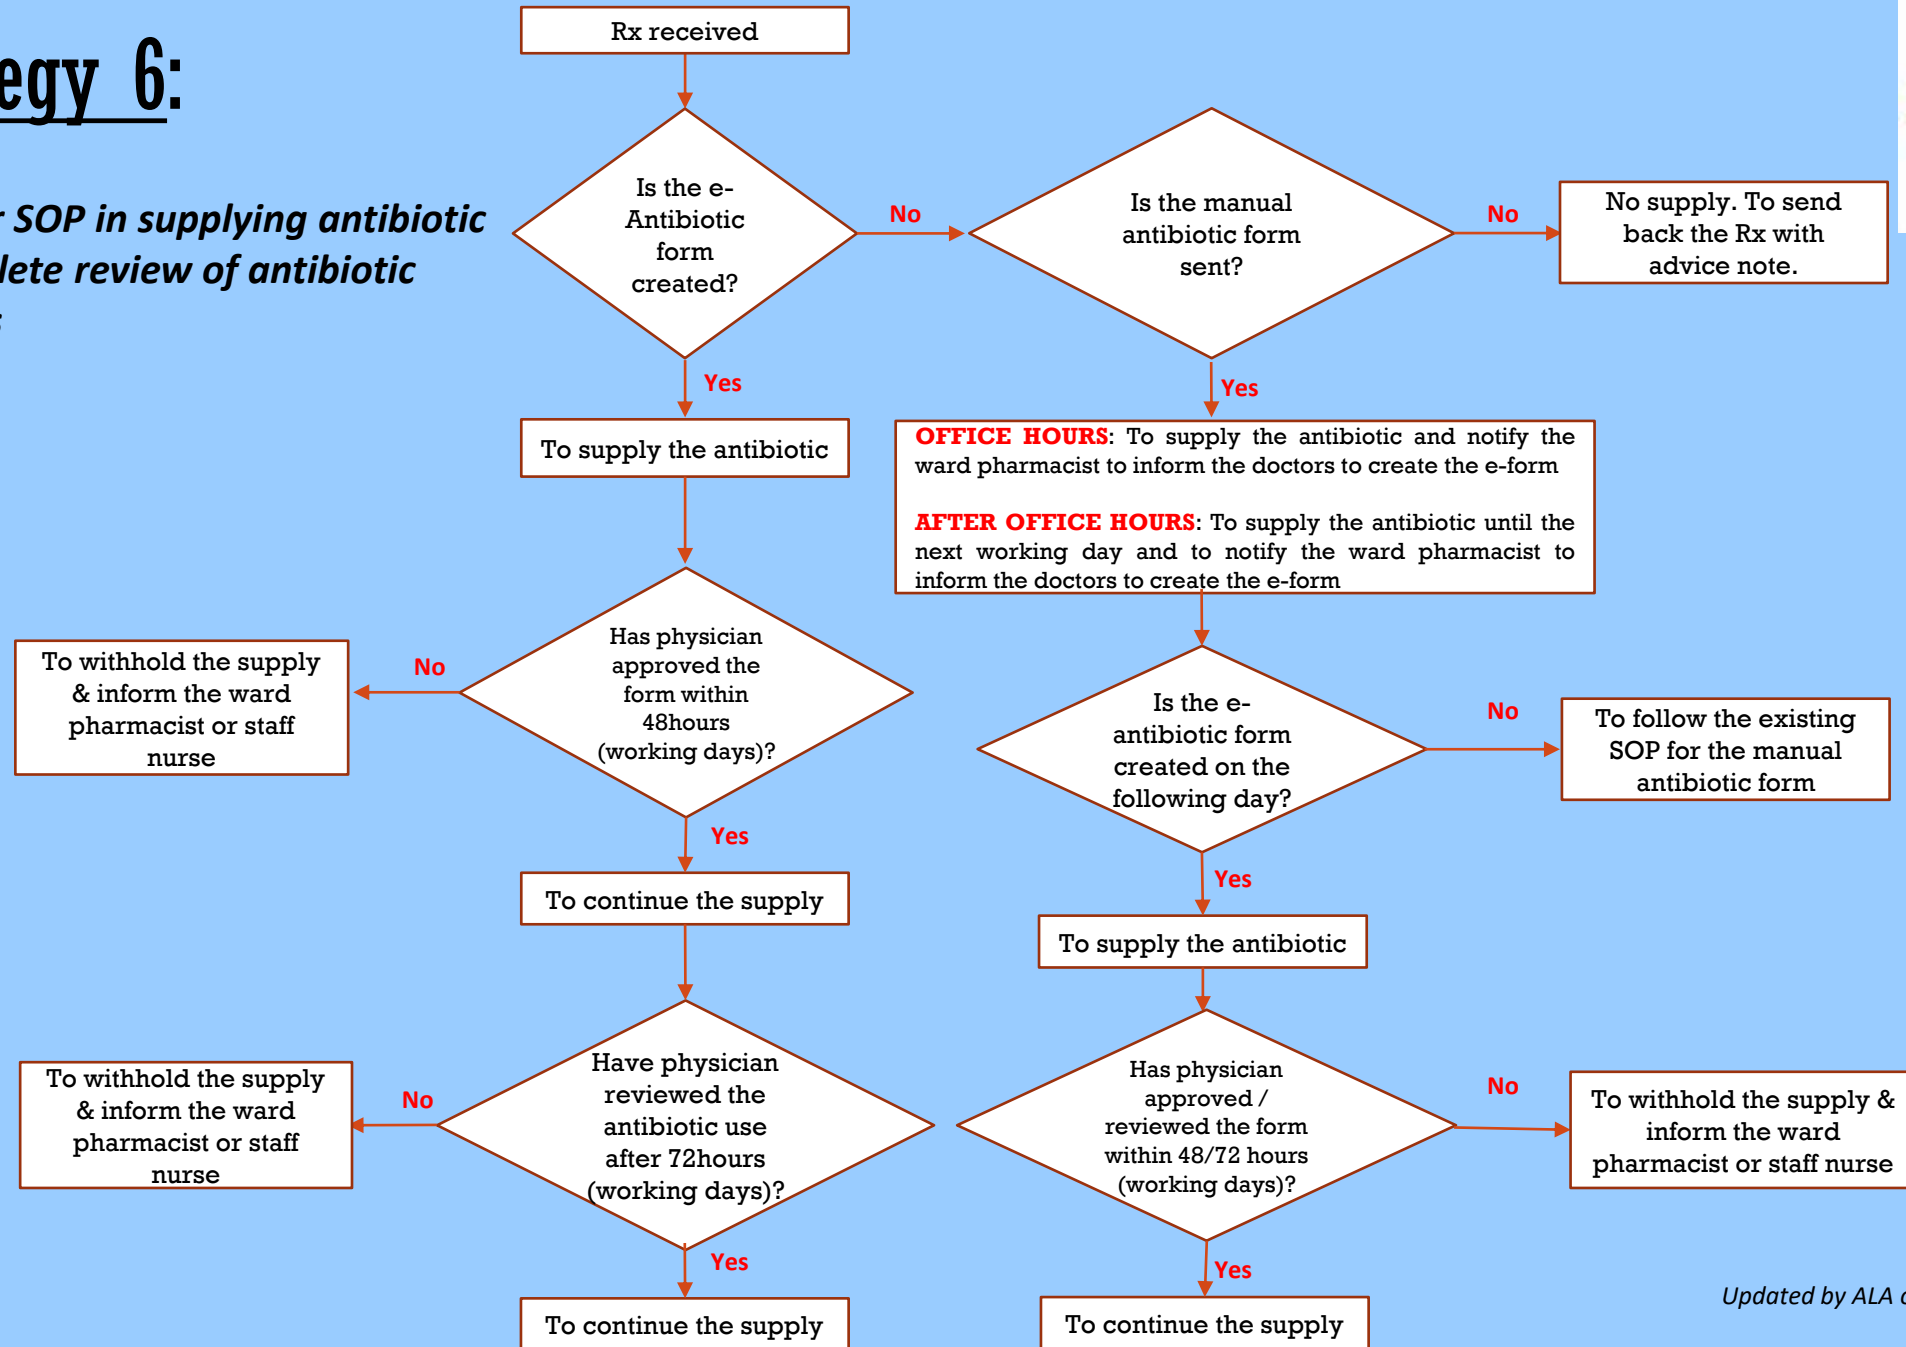 egy 6:
r SOP in supplying antibiotic
lete review of antibiotic
Rx received
Is the e-
Antibiotic
form
created?
No
Is the manual
antibiotic form
sent?
No
No supply. To send
back the Rx with
advice note.
Yes
To supply the antibiotic
Yes
OFFICE HOURS: To supply the antibiotic and notify the
ward pharmacist to inform the doctors to create the e-form
AFTER OFFICE HOURS: To supply the antibiotic until the
next working day and to notify the ward pharmacist to
inform the doctors to create the e-form
Has physician
approved the
form within
48hours
(working days)?
No
To withhold the supply
& inform the ward
pharmacist or staff
nurse
Is the e-
antibiotic form
created on the
following day?
No
To follow the existing
SOP for the manual
antibiotic form
Yes
To continue the supply
Yes
To supply the antibiotic
Have physician
reviewed the
antibiotic use
after 72hours
(working days)?
No
To withhold the supply
& inform the ward
pharmacist or staff
nurse
Has physician
approved /
reviewed the form
within 48/72 hours
(working days)?
No
To withhold the supply &
inform the ward
pharmacist or staff nurse
Yes
To continue the supply
Yes
To continue the supply
Updated by ALA